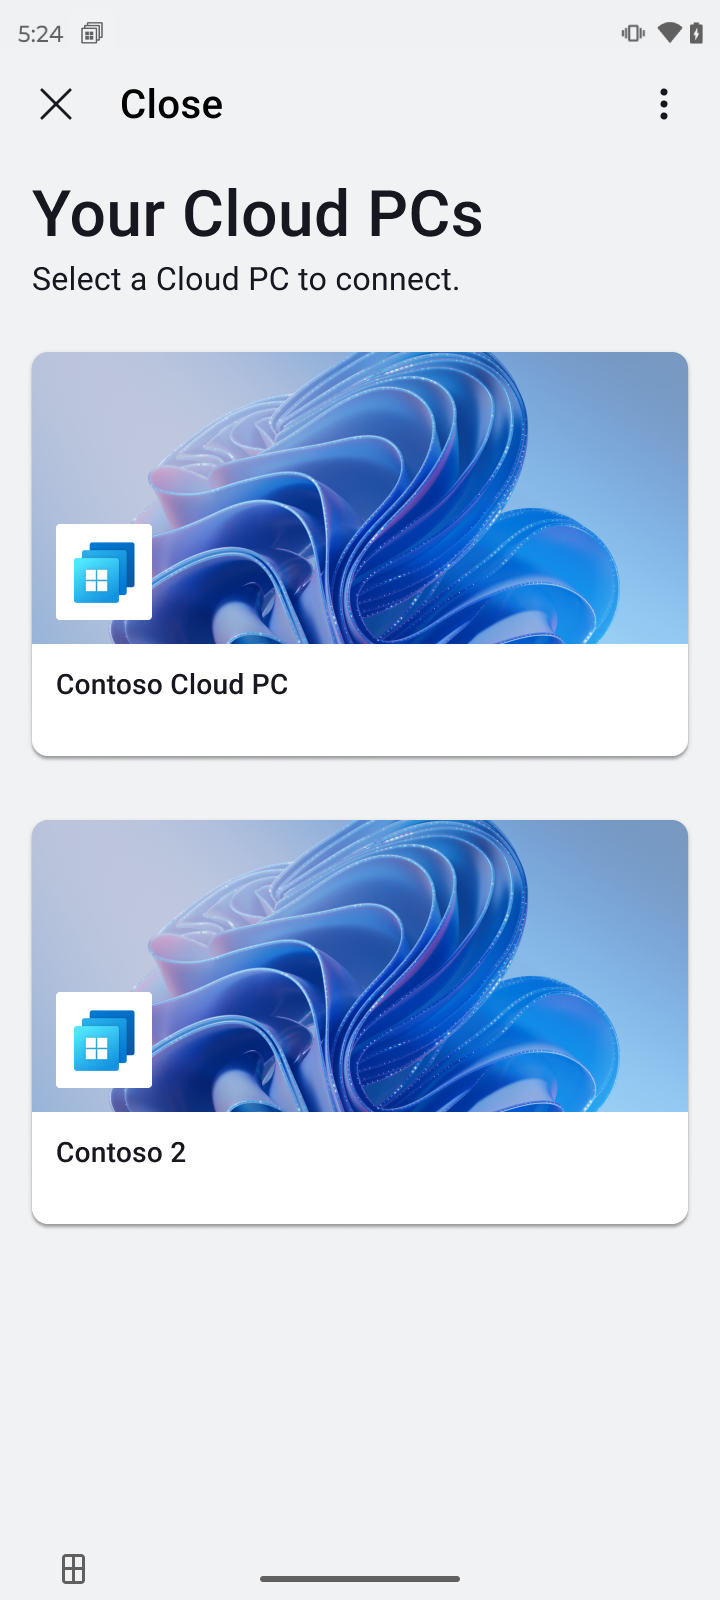 5:24
Close
Your Cloud PCs
Select a Cloud PC to connect.
Contoso Cloud PC
Contoso 2